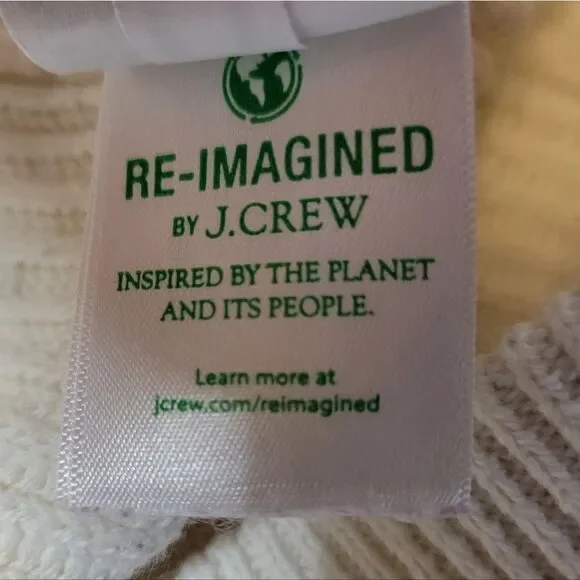 RE-IMAGINED
BY J.CREW
INSPIRED BY THE PLANET
AND ITS PEOPLE.
Learn more at
jcrew.com/reimagined